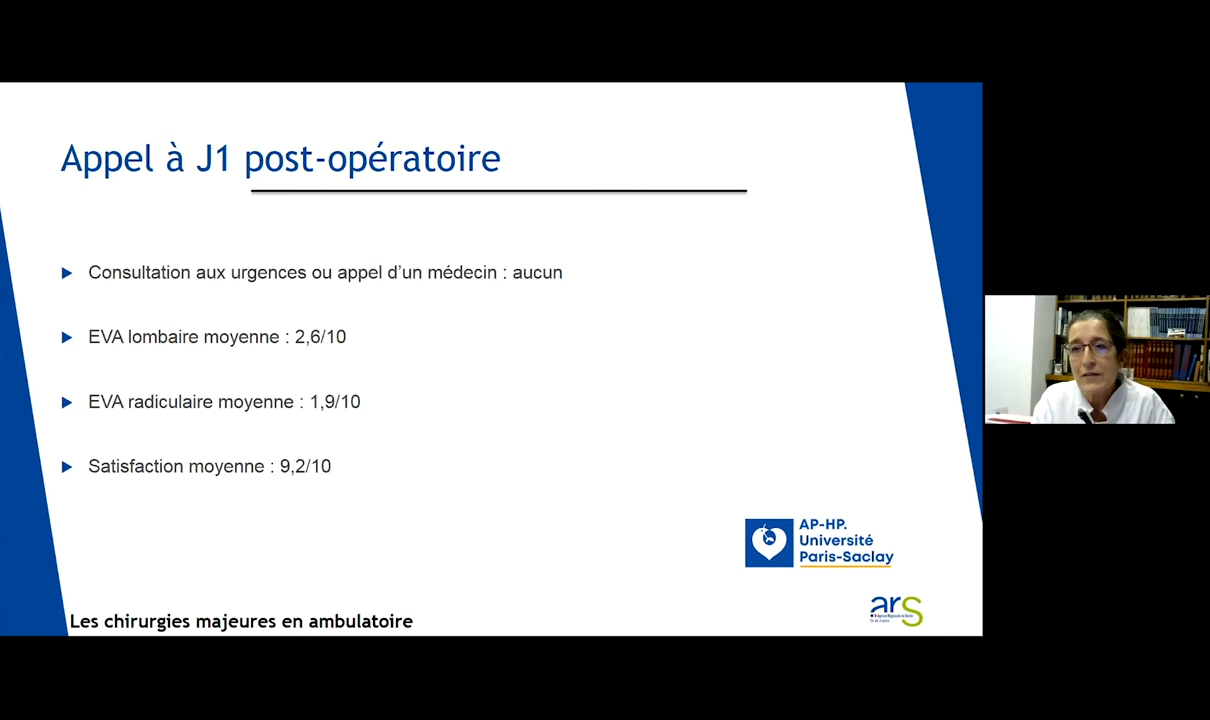 Appel à J1 post-opératoire
Consultation aux urgences ou appel d’un médecin : aucun
EVA lombaire moyenne : 2,6/10
EVA radiculaire moyenne : 1,9/10
Satisfaction moyenne : 9,2/10
AP-HP.
Université
Paris-Saclay
ars
Les chirurgies majeures en ambulatoire